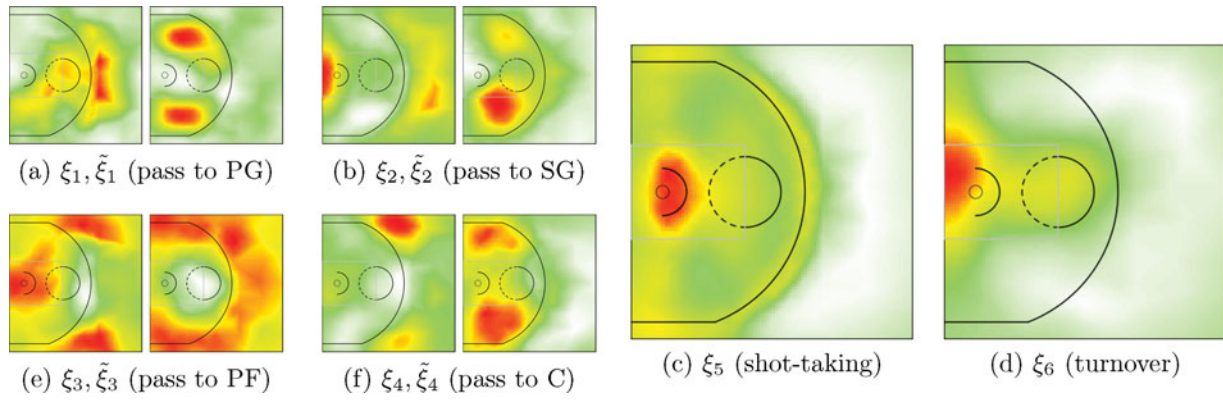 (a) ξ₁, ξ̃₁ (pass to PG)
(b) ξ₂, ξ̃₂ (pass to SG)
(e) ξ₃, ξ̃₃ (pass to PF)
(f) ξ₄, ξ̃₄ (pass to C)
(c) ξ₅ (shot-taking)
(d) ξ₆ (turnover)